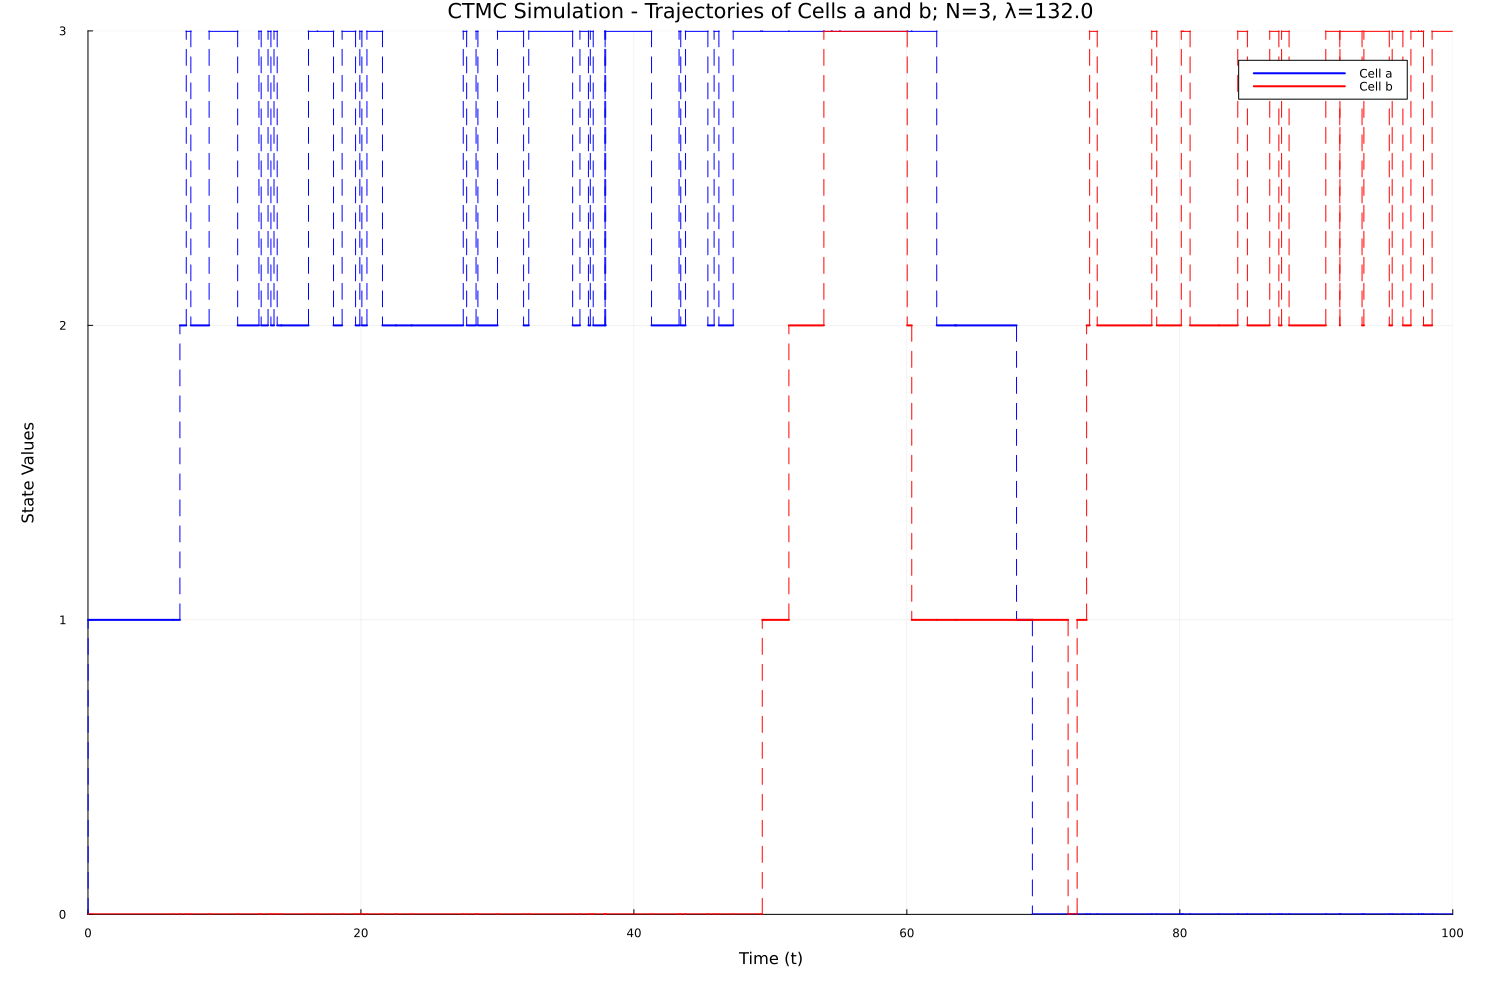 CTMC Simulation - Trajectories of Cells a and b; N=3, λ=132.0
3
Cell a
Cell b
2
State Values
1
0
0 20 40 60 80 100
Time (t)